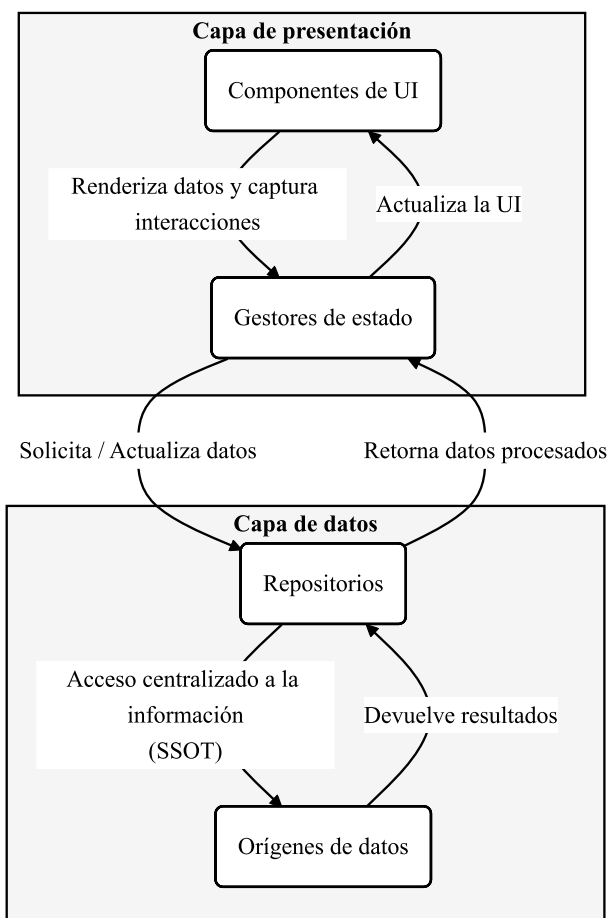 Capa de presentación
Componentes de UI
Renderiza datos y captura
interacciones
Actualiza la UI
Gestores de estado
Solicita / Actualiza datos
Retorna datos procesados
Capa de datos
Repositorios
Acceso centralizado a la
información
(SSOT)
Devuelve resultados
Orígenes de datos